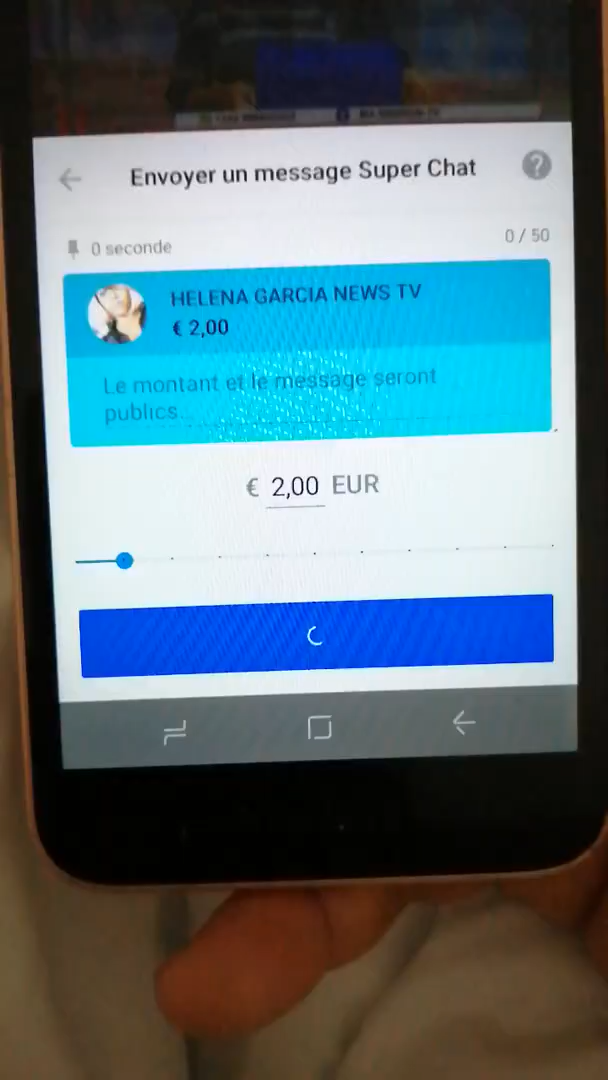 Envoyer un message Super Chat
?
0 seconde
0 / 50
HELENA GARCIA NEWS TV
€ 2,00
Le montant et le message seront
publics...
€ 2,00 EUR